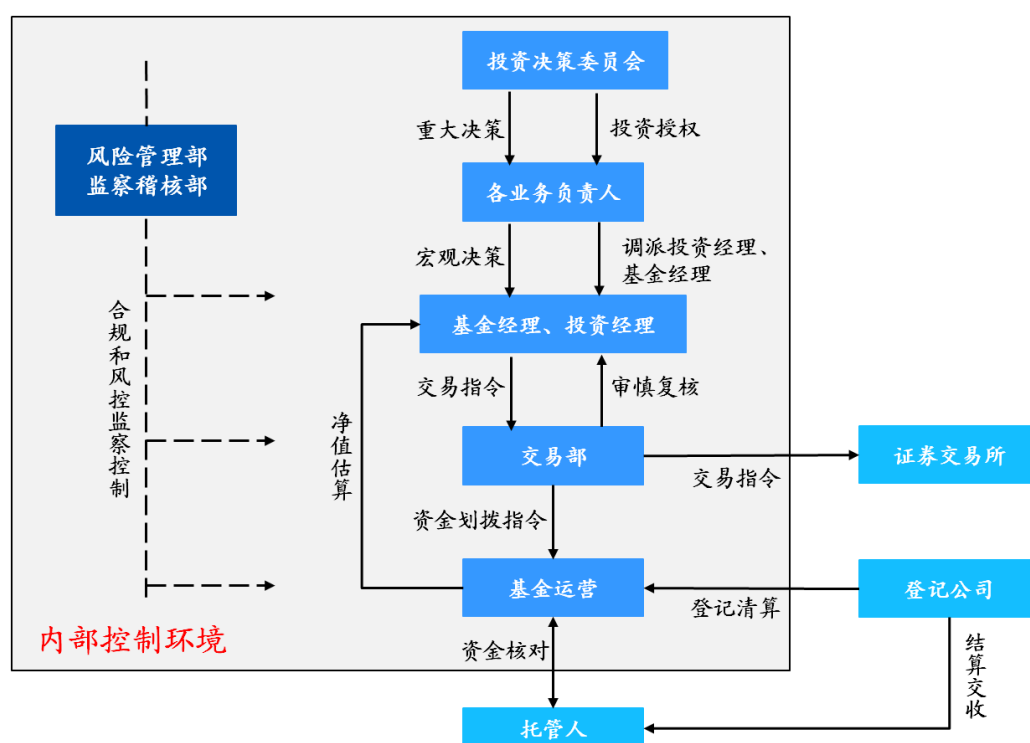 投资决策委员会
重大决策
投资授权
风险管理部
监察稽核部
各业务负责人
宏观决策
调派投资经理、
基金经理
合规和风控监察控制
基金经理、投资经理
交易指令
审慎复核
净值估算
交易部
交易指令
证券交易所
资金划拨指令
基金运营
登记清算
登记公司
内部控制环境
资金核对
结算交收
托管人